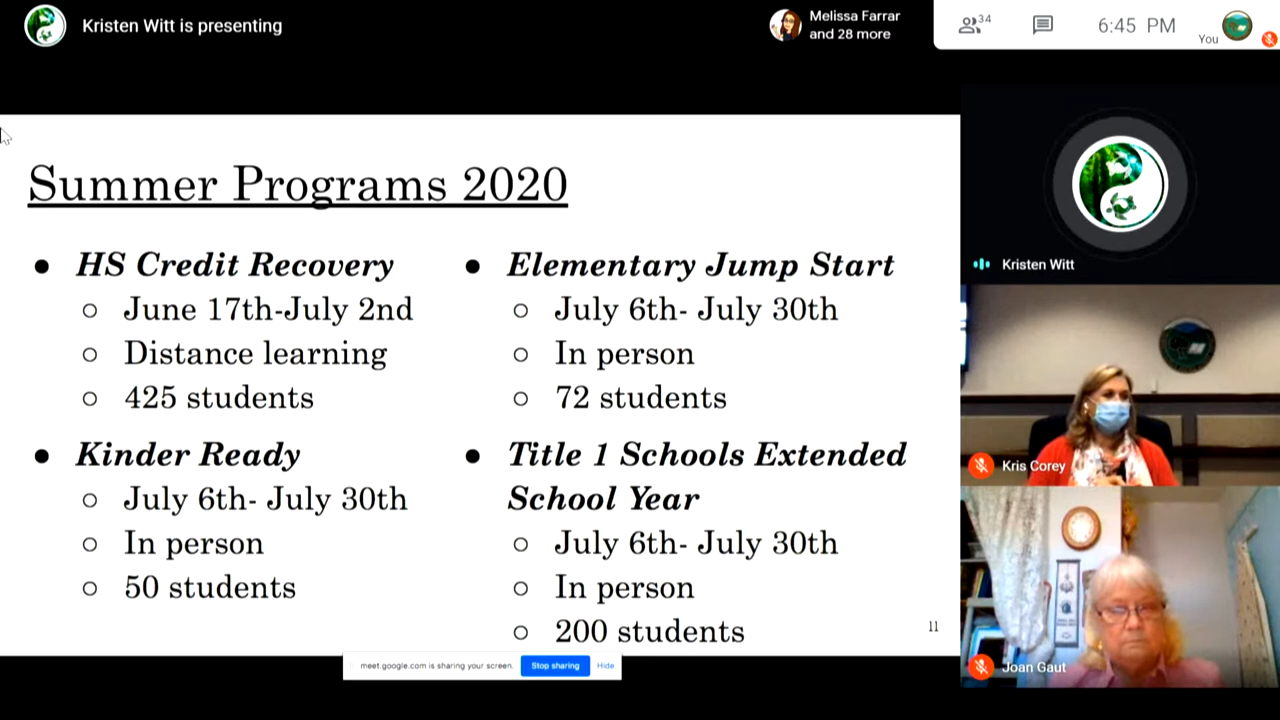 Kristen Witt is presenting
Melissa Farrar
and 28 more
34
6:45 PM
You
Summer Programs 2020
● HS Credit Recovery
○ June 17th-July 2nd
○ Distance learning
○ 425 students
● Kinder Ready
○ July 6th- July 30th
○ In person
○ 50 students
● Elementary Jump Start
○ July 6th- July 30th
○ In person
○ 72 students
● Title 1 Schools Extended
School Year
○ July 6th- July 30th
○ In person
○ 200 students
11
meet.google.com is sharing your screen.
Stop sharing
Hide
Kristen Witt
Kris Corey
Joan Gaut